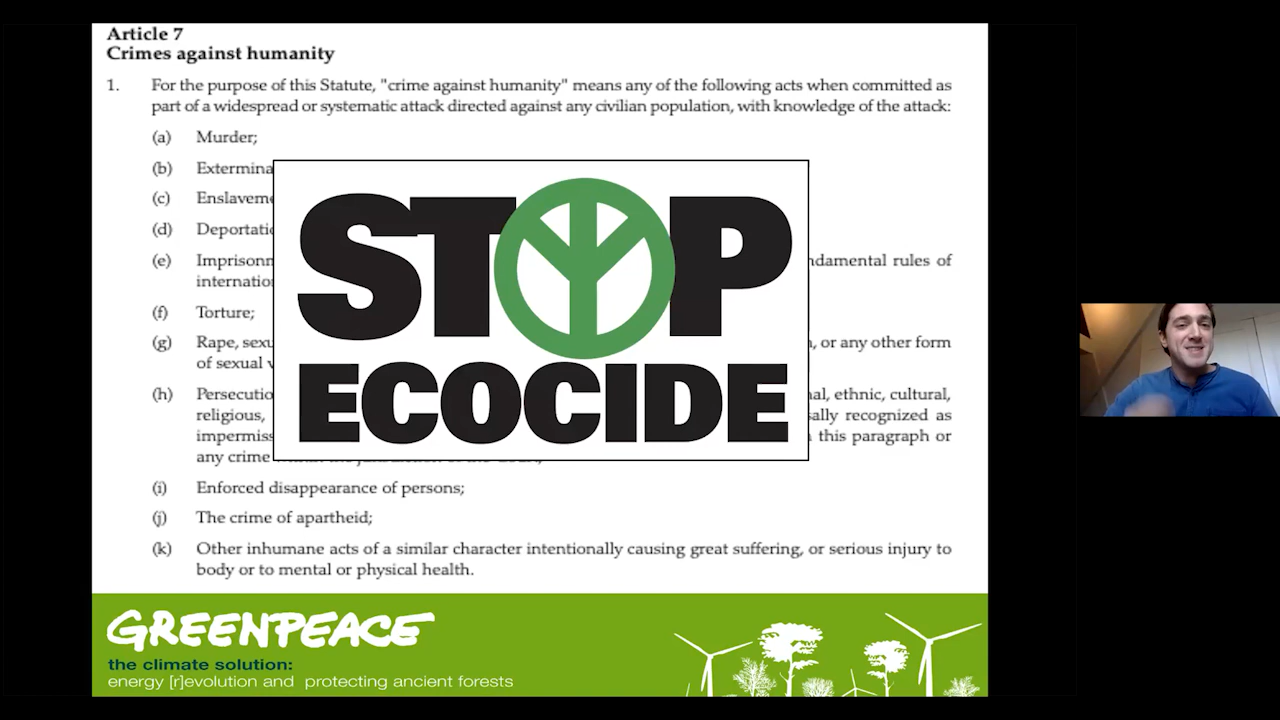 Article 7
Crimes against humanity
1. For the purpose of this Statute, "crime against humanity" means any of the following acts when committed as
part of a widespread or systematic attack directed against any civilian population, with knowledge of the attack:
(a) Murder;
(b) Extermina
(c) Enslaveme
(d) Deportatio
(e) Imprisonm ndamental rules of
internation
(f) Torture;
(g) Rape, sexu , or any other form
of sexual v
(h) Persecutio al, ethnic, cultural,
religious, sally recognized as
impermiss this paragraph or
any crime
STOP
ECOCIDE
(i) Enforced disappearance of persons;
(j) The crime of apartheid;
(k) Other inhumane acts of a similar character intentionally causing great suffering, or serious injury to
body or to mental or physical health.
GREENPEACE
the climate solution:
energy [r]evolution and protecting ancient forests